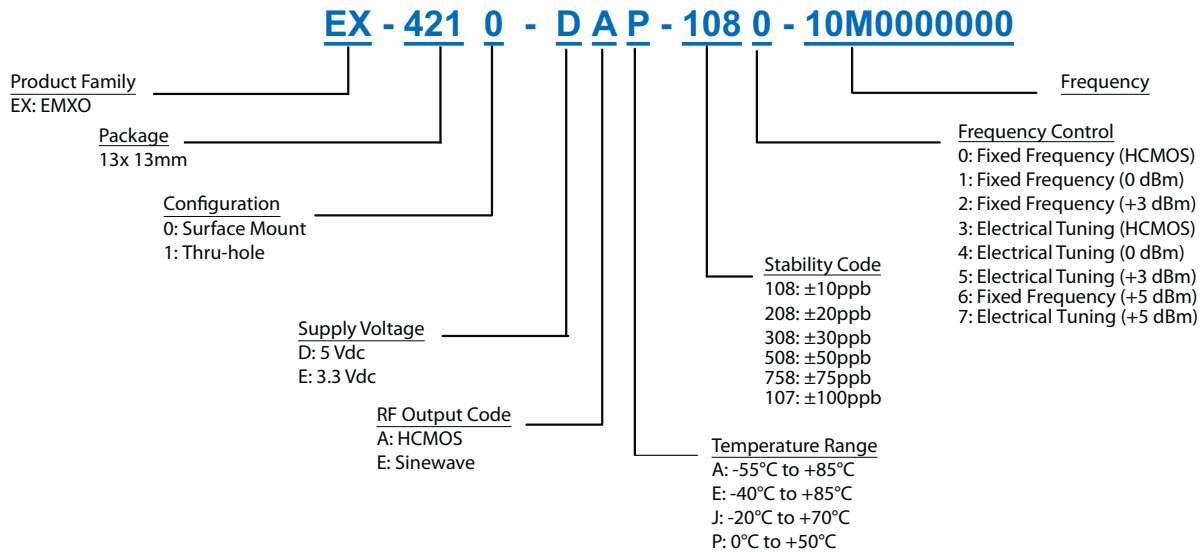 EX - 421 0 - D A P - 108 0 - 10M0000000
Product Family
EX: EMXO
Package
13x 13mm
Configuration
0: Surface Mount
1: Thru-hole
Supply Voltage
D: 5 Vdc
E: 3.3 Vdc
RF Output Code
A: HCMOS
E: Sinewave
Temperature Range
A: -55°C to +85°C
E: -40°C to +85°C
J: -20°C to +70°C
P: 0°C to +50°C
Stability Code
108: ±10ppb
208: ±20ppb
308: ±30ppb
508: ±50ppb
758: ±75ppb
107: ±100ppb
Frequency Control
0: Fixed Frequency (HCMOS)
1: Fixed Frequency (0 dBm)
2: Fixed Frequency (+3 dBm)
3: Electrical Tuning (HCMOS)
4: Electrical Tuning (0 dBm)
5: Electrical Tuning (+3 dBm)
6: Fixed Frequency (+5 dBm)
7: Electrical Tuning (+5 dBm)
Frequency